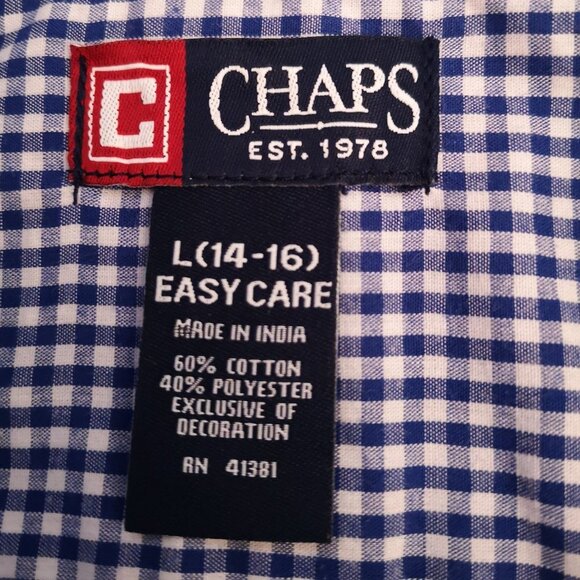 C CHAPS
EST. 1978
L(14-16)
EASY CARE
MADE IN INDIA
60% COTTON
40% POLYESTER
EXCLUSIVE OF
DECORATION
RN 41381